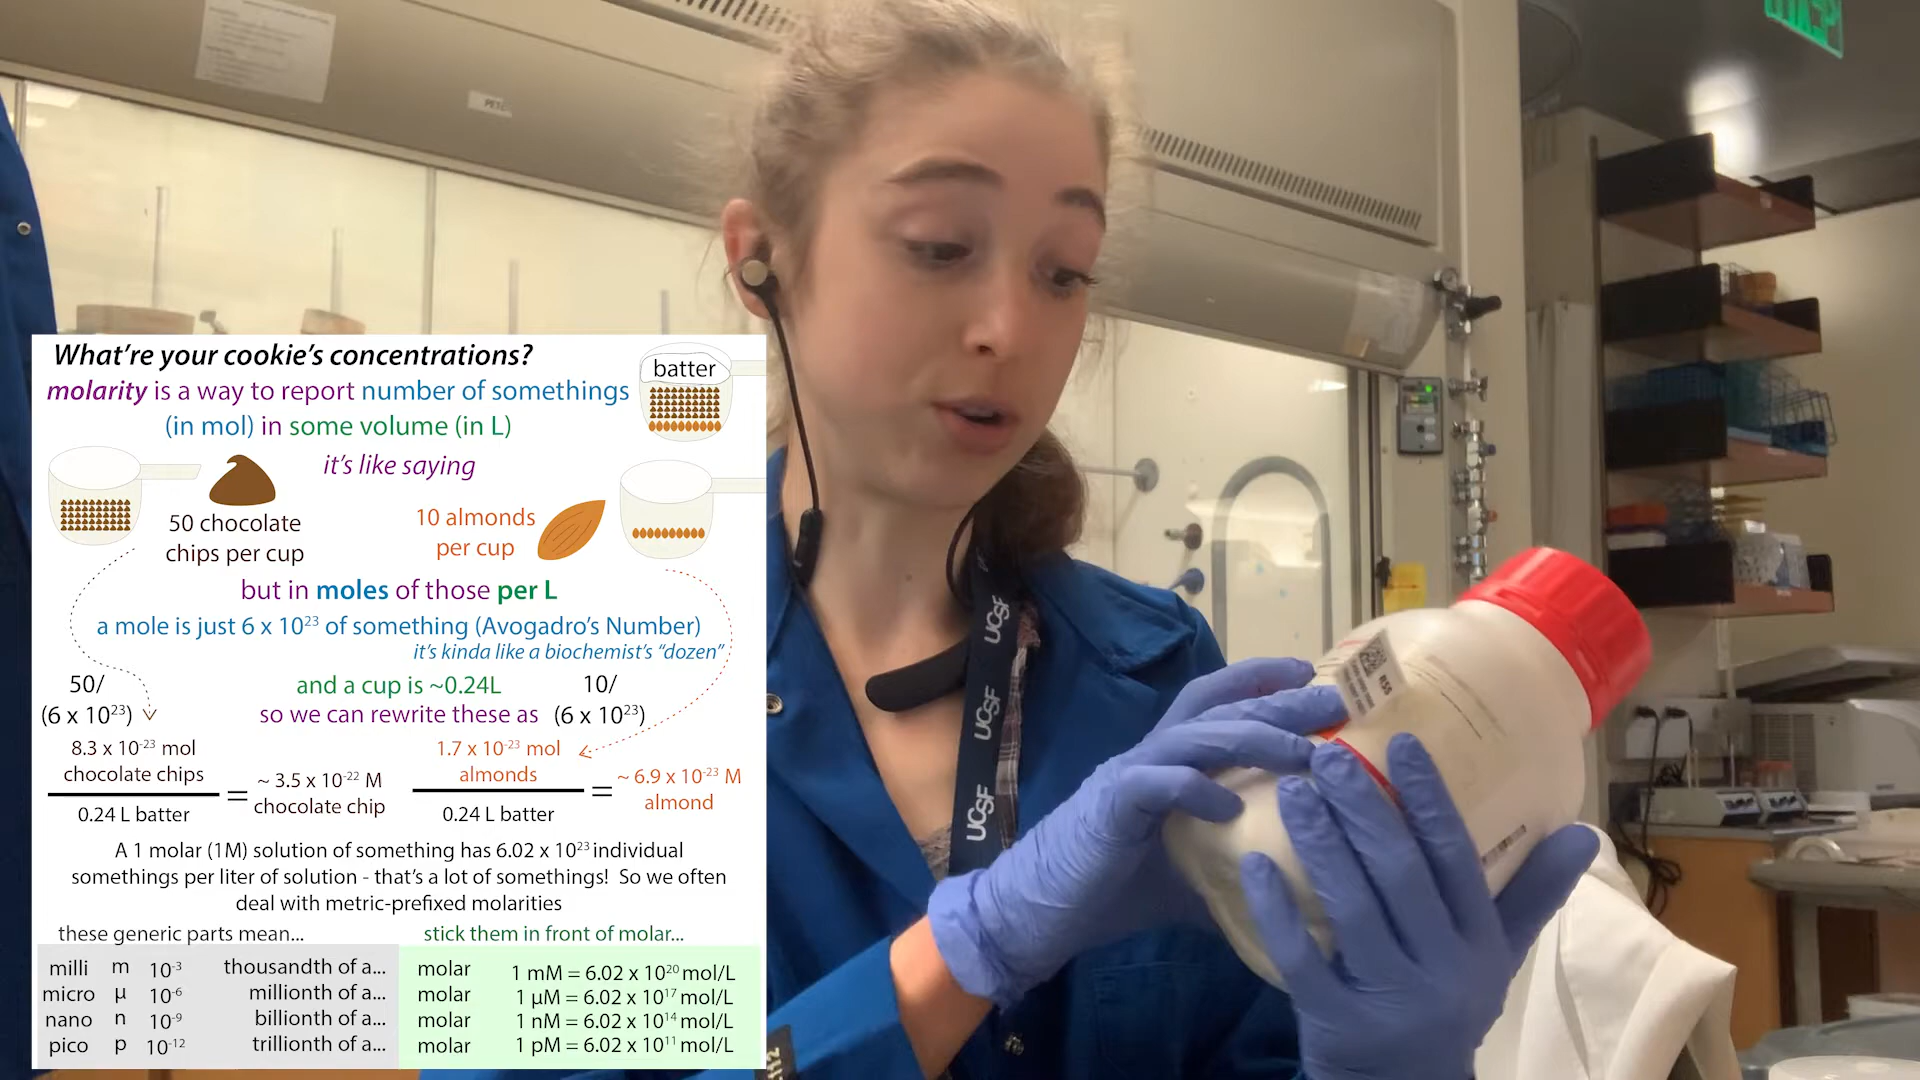 What're your cookie's concentrations?
batter
molarity is a way to report number of somethings
(in mol) in some volume (in L)
it's like saying
50 chocolate
chips per cup
10 almonds
per cup
but in moles of those per L
a mole is just 6 x 10²³ of something (Avogadro's Number)
it's kinda like a biochemist's "dozen"
50/
(6 x 10²³)
and a cup is ~0.24L
so we can rewrite these as
10/
(6 x 10²³)
8.3 x 10⁻²³ mol
chocolate chips
0.24 L batter
=
~ 3.5 x 10⁻²² M
chocolate chip
1.7 x 10⁻²³ mol
almonds
0.24 L batter
=
~ 6.9 x 10⁻²³ M
almond
A 1 molar (1M) solution of something has 6.02 x 10²³ individual
somethings per liter of solution - that's a lot of somethings! So we often
deal with metric-prefixed molarities
these generic parts mean...
stick them in front of molar...
milli m 10⁻³ thousandth of a... molar 1 mM = 6.02 x 10²⁰ mol/L
micro µ 10⁻⁶ millionth of a... molar 1 µM = 6.02 x 10¹⁷ mol/L
nano n 10⁻⁹ billionth of a... molar 1 nM = 6.02 x 10¹⁴ mol/L
pico p 10⁻¹² trillionth of a... molar 1 pM = 6.02 x 10¹¹ mol/L
UCSF
UCSF
UCSF
RSS